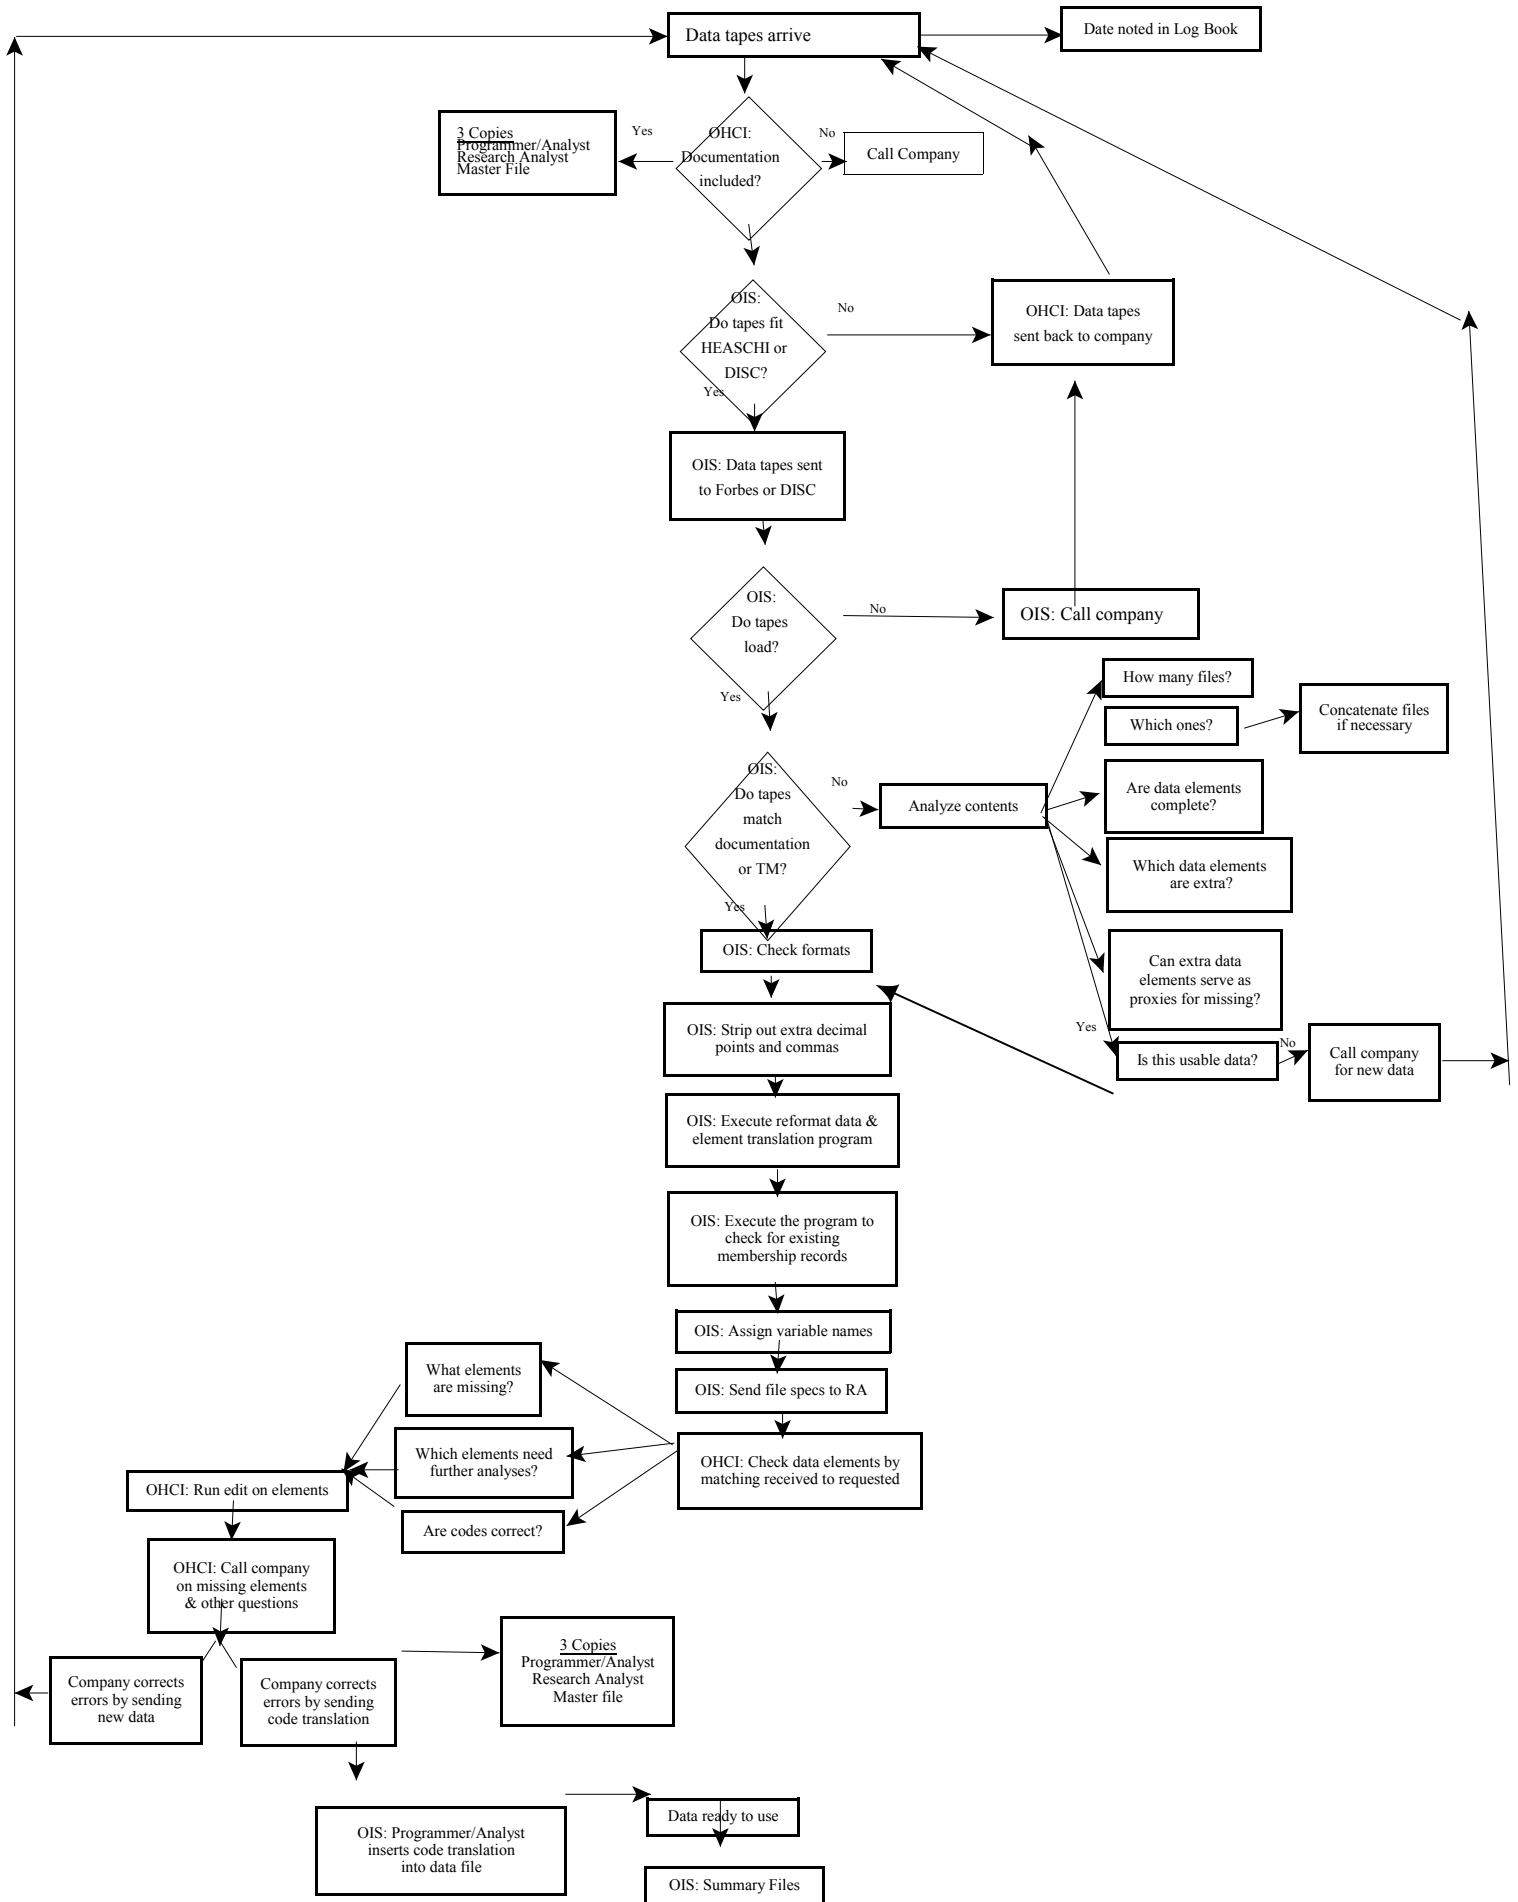 Data tapes arrive
Date noted in Log Book
3 Copies
Programmer/Analyst
Research Analyst
Master File
Yes
OHCI:
Documentation
included?
No
Call Company
OIS:
Do tapes fit
HEASCHI or
DISC?
No
Yes
OHCI: Data tapes
sent back to company
OIS: Data tapes sent
to Forbes or DISC
OIS:
Do tapes
load?
No
Yes
OIS: Call company
How many files?
Which ones?
Concatenate files
if necessary
OIS:
Do tapes
match
documentation
or TM?
No
Yes
Analyze contents
Are data elements
complete?
Which data elements
are extra?
Can extra data
elements serve as
proxies for missing?
Yes
Is this usable data?
No
Call company
for new data
OIS: Check formats
OIS: Strip out extra decimal
points and commas
OIS: Execute reformat data &
element translation program
OIS: Execute the program to
check for existing
membership records
OIS: Assign variable names
OIS: Send file specs to RA
OHCI: Check data elements by
matching received to requested
What elements
are missing?
Which elements need
further analyses?
Are codes correct?
OHCI: Run edit on elements
OHCI: Call company
on missing elements
& other questions
Company corrects
errors by sending
new data
Company corrects
errors by sending
code translation
3 Copies
Programmer/Analyst
Research Analyst
Master file
OIS: Programmer/Analyst
inserts code translation
into data file
Data ready to use
OIS: Summary Files